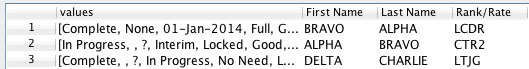 values First Name Last Name Rank/Rate
1 [Complete, None, 01-Jan-2014, Full, G... BRAVO ALPHA LCDR
2 [In Progress, , ?, Interim, Locked, Good,... ALPHA BRAVO CTR2
3 [Complete, , ?, In Progress, No Need, L... DELTA CHARLIE LTJG